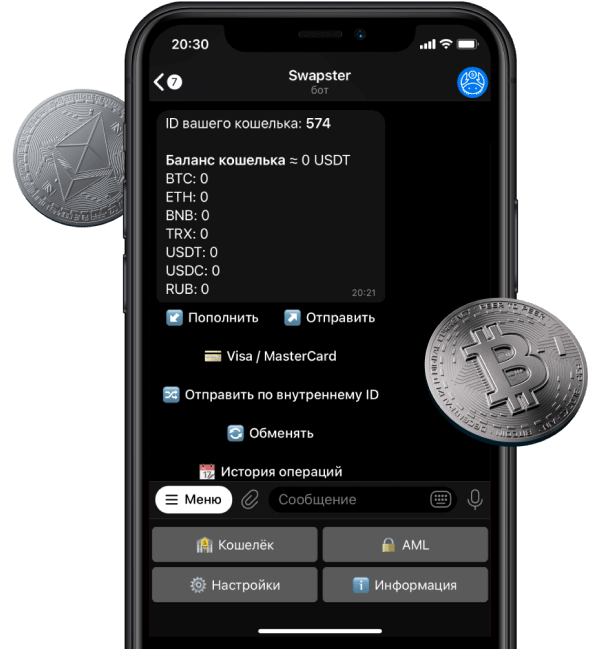 20:30
7
Swapster
бот
ID вашего кошелька: 574
Баланс кошелька ≈ 0 USDT
BTC: 0
ETH: 0
BNB: 0
TRX: 0
USDT: 0
USDC: 0
RUB: 0
20:21
Пополнить
Отправить
Visa / MasterCard
Отправить по внутреннему ID
Обменять
История операций
Меню
Сообщение
Кошелёк
AML
Настройки
Информация